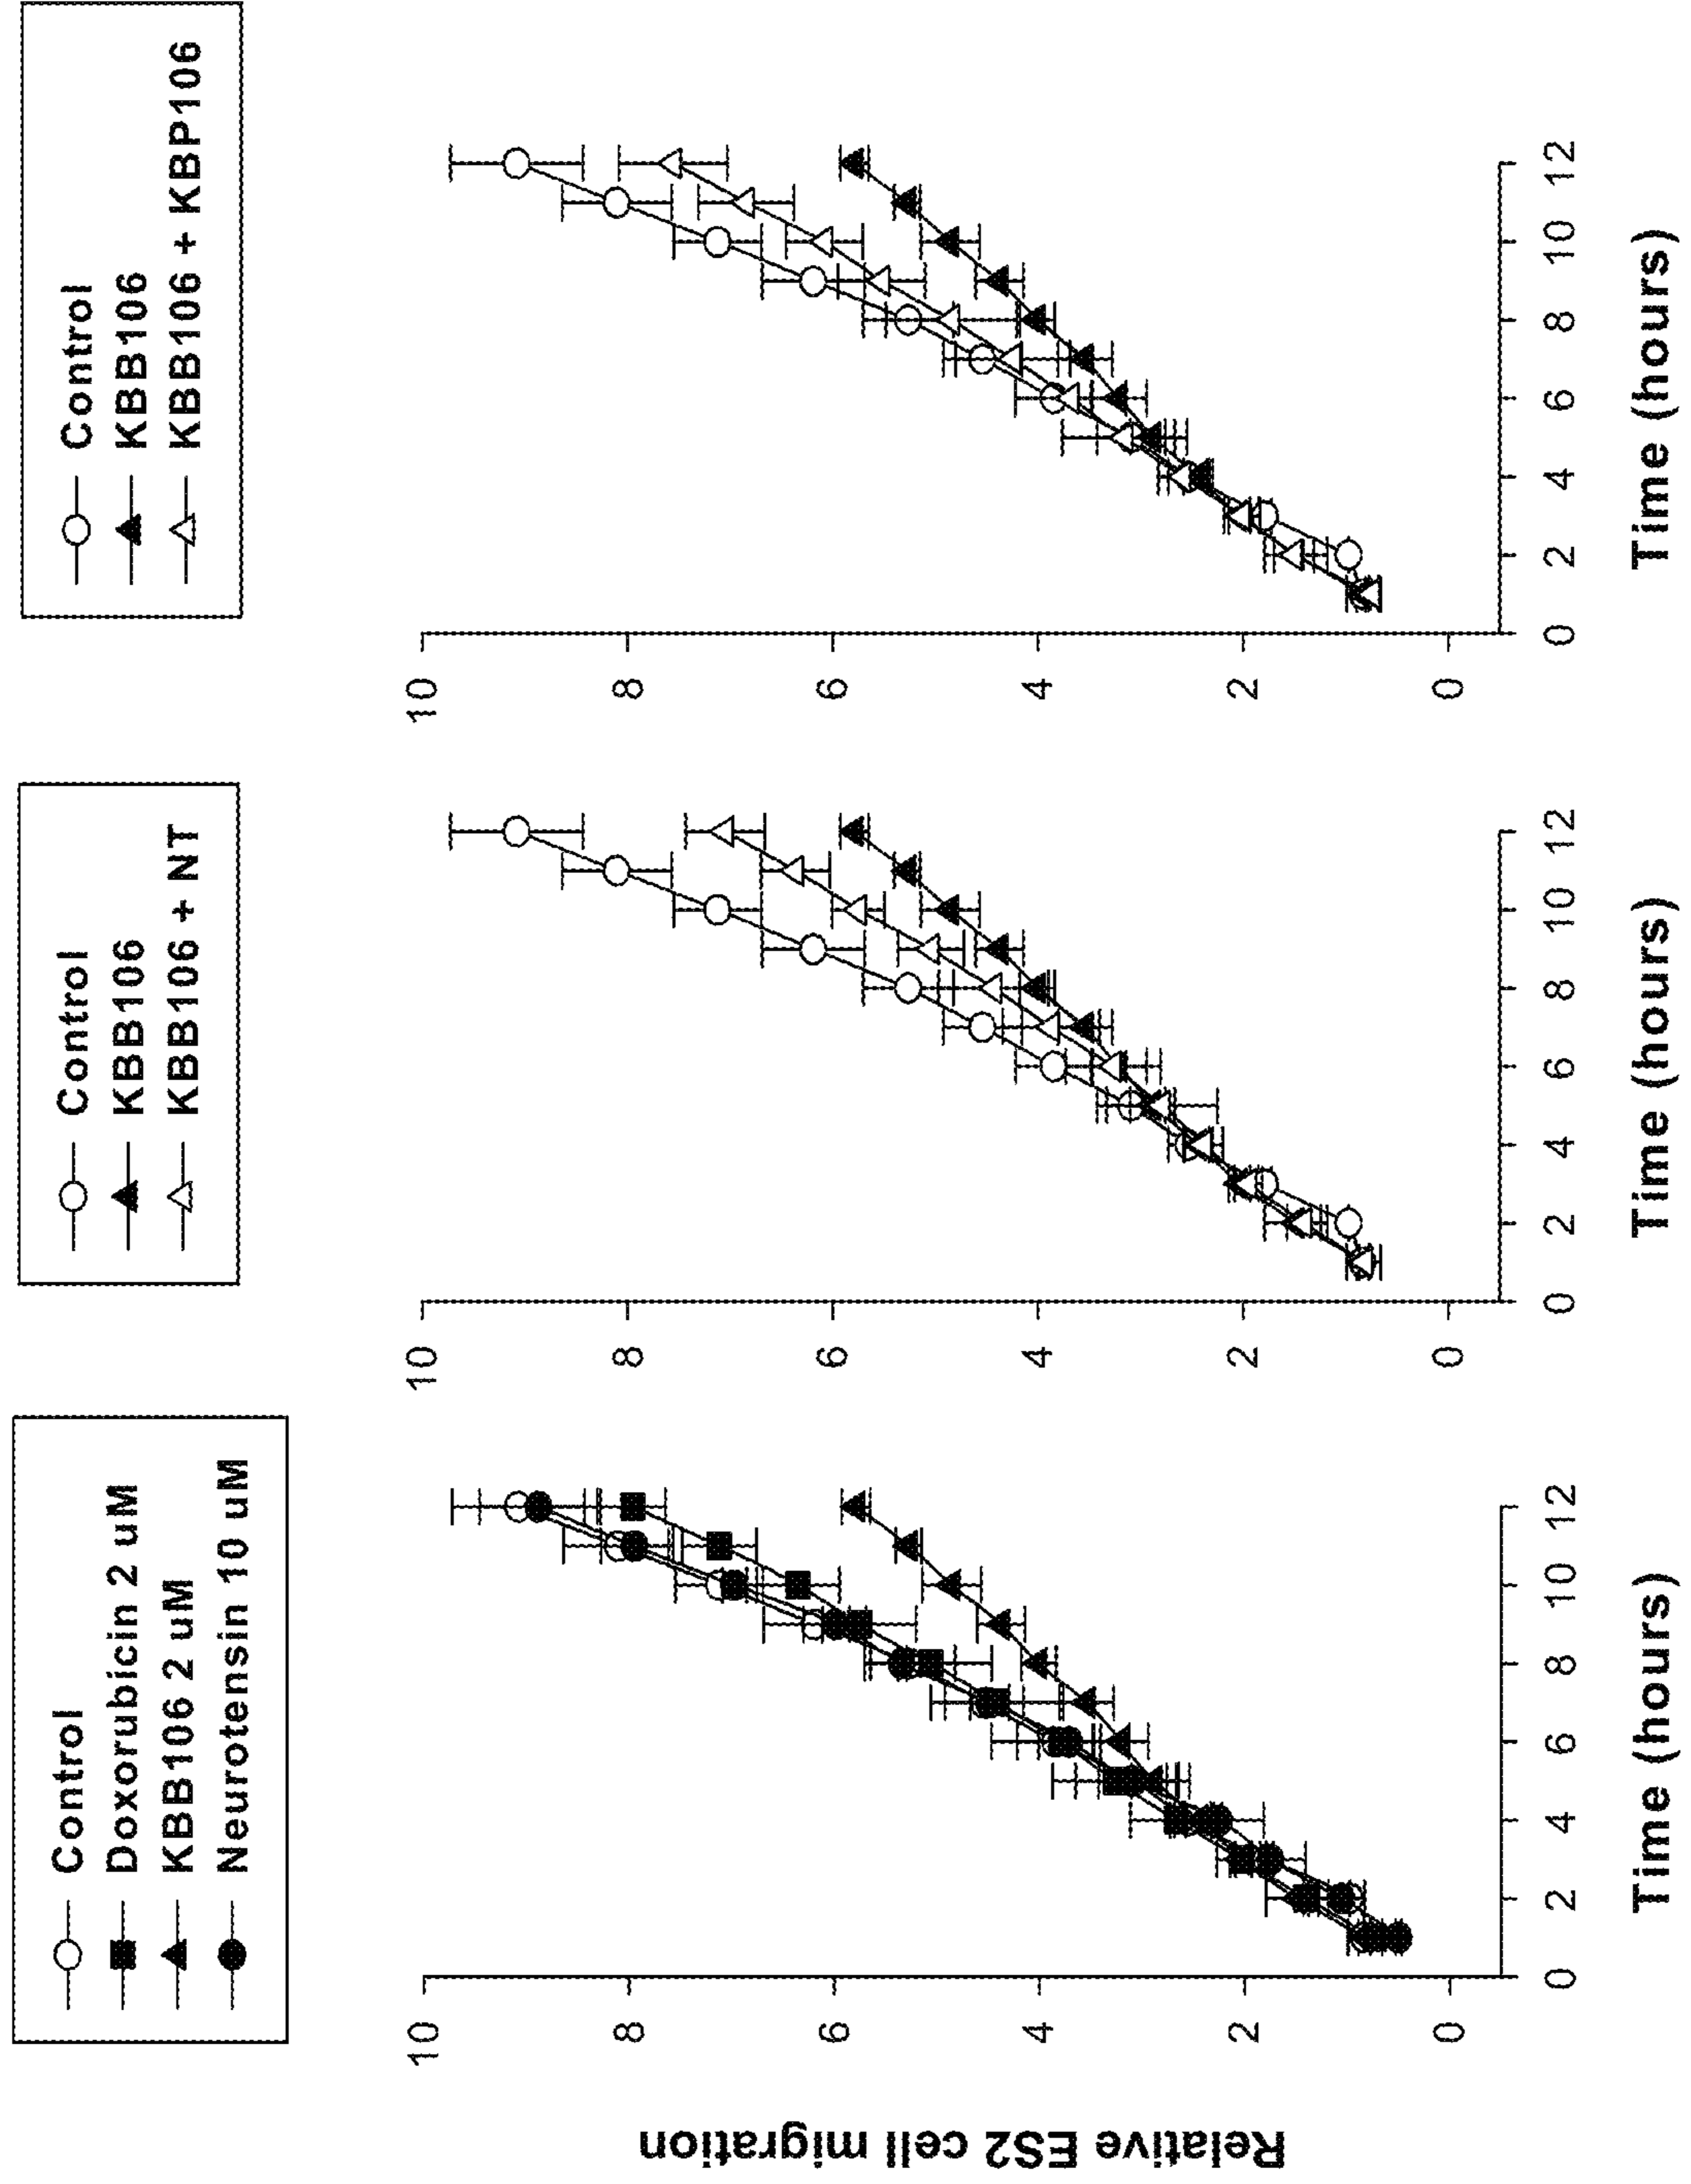 Control
Doxorubicin 2 uM
KBB106 2 uM
Neurotensin 10 uM
Relative ES2 cell migration
10
8
6
4
2
0
0 2 4 6 8 10 12
Time (hours)
Control
KBB106
KBB106 + NT
10
8
6
4
2
0
0 2 4 6 8 10 12
Time (hours)
Control
KBB106
KBB106 + KBP106
10
8
6
4
2
0
0 2 4 6 8 10 12
Time (hours)